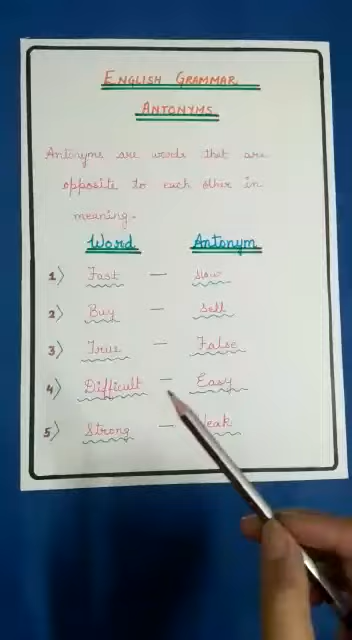 ENGLISH GRAMMAR
ANTONYMS
Antonyms are words that are
opposite to each other in
meaning.
Word Antonym
1) Fast — Slow
2) Buy — Sell
3) True — False
4) Difficult — Easy
5) Strong —